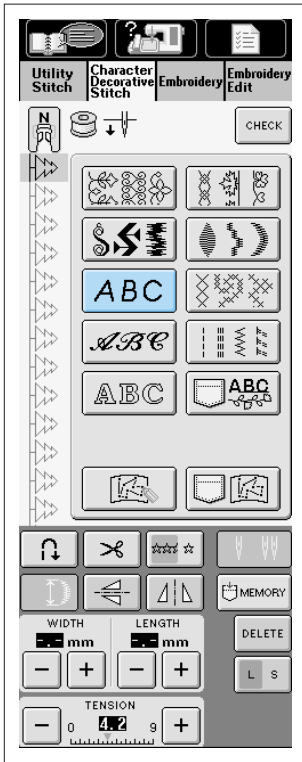 Utility
Stitch
Character
Decorative
Stitch
Embroidery
Embroidery
Edit
N
CHECK
ABC
ABC
ABC
ABC
MEMORY
WIDTH
-.- mm
LENGTH
-.- mm
DELETE
- +
- +
L S
TENSION
- 0 4.2 9 +